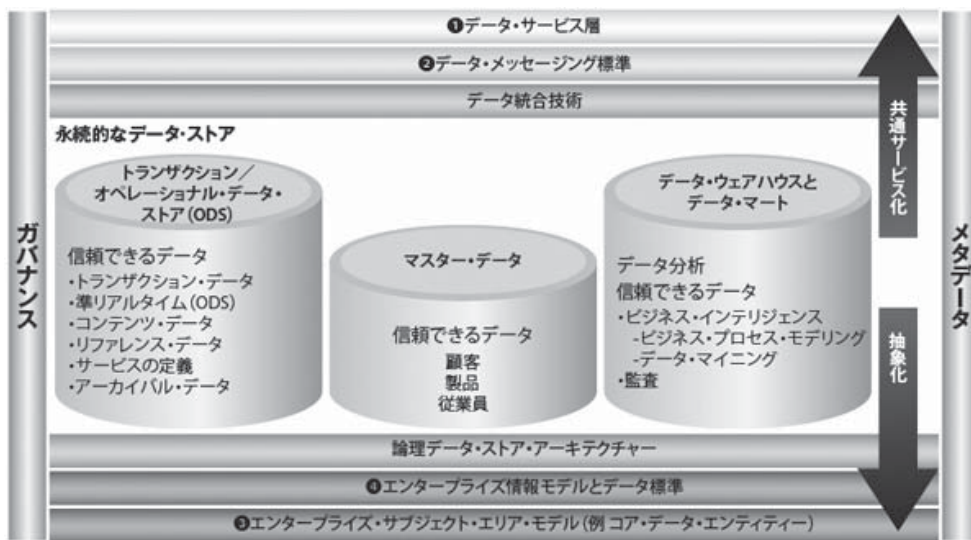 ❶データ・サービス層
❷データ・メッセージング標準
データ統合技術
ガバナンス
メタデータ
共通サービス化
抽象化
永続的なデータ・ストア
トランザクション／
オペレーショナル・データ・
ストア(ODS)
信頼できるデータ
・トランザクション・データ
・準リアルタイム(ODS)
・コンテンツ・データ
・リファレンス・データ
・サービスの定義
・アーカイバル・データ
マスター・データ
信頼できるデータ
顧客
製品
従業員
データ・ウェアハウスと
データ・マート
データ分析
信頼できるデータ
・ビジネス・インテリジェンス
-ビジネス・プロセス・モデリング
-データ・マイニング
・監査
論理データ・ストア・アーキテクチャー
❹エンタープライズ情報モデルとデータ標準
❸エンタープライズ・サブジェクト・エリア・モデル(例 コア・データ・エンティティー)